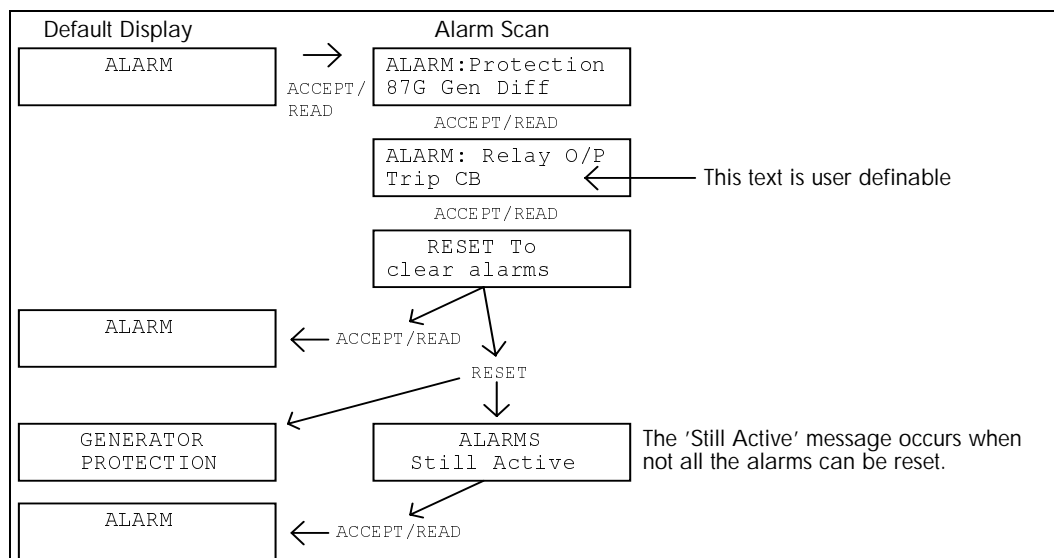 Default Display
Alarm Scan
ALARM
ACCEPT/
READ
ALARM:Protection
87G Gen Diff
ACCEPT/READ
ALARM: Relay O/P
Trip CB
This text is user definable
ACCEPT/READ
RESET To
clear alarms
ALARM
ACCEPT/READ
RESET
GENERATOR
PROTECTION
ALARMS
Still Active
The 'Still Active' message occurs when
not all the alarms can be reset.
ALARM
ACCEPT/READ